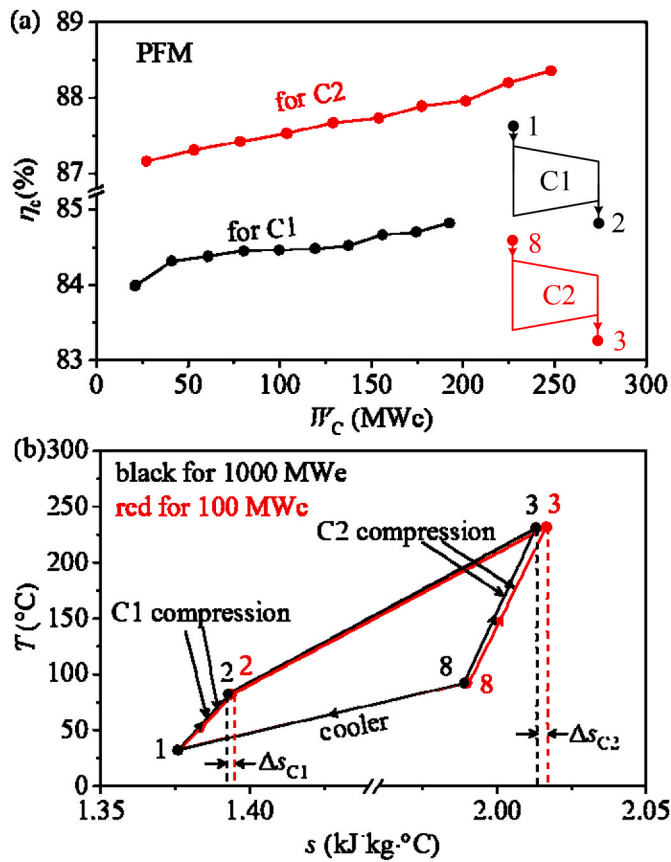 (a)
89
PFM
88
for C2
87
1
C1
2
85
for C1
84
8
C2
3
83
η_c(%)
0 50 100 150 200 250 300
W_C (MWe)
(b)
300
black for 1000 MWe
red for 100 MWe
250
3 3
C2 compression
200
150
C1 compression
100
2 2
8
8
50
1
cooler
Δs_C1
Δs_C2
0
T (°C)
1.35 1.40 2.00 2.05
s (kJ·kg·°C)